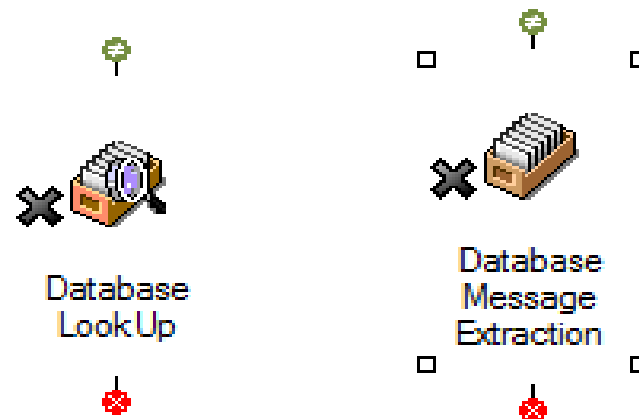 Database
LookUp
Database
Message
Extraction